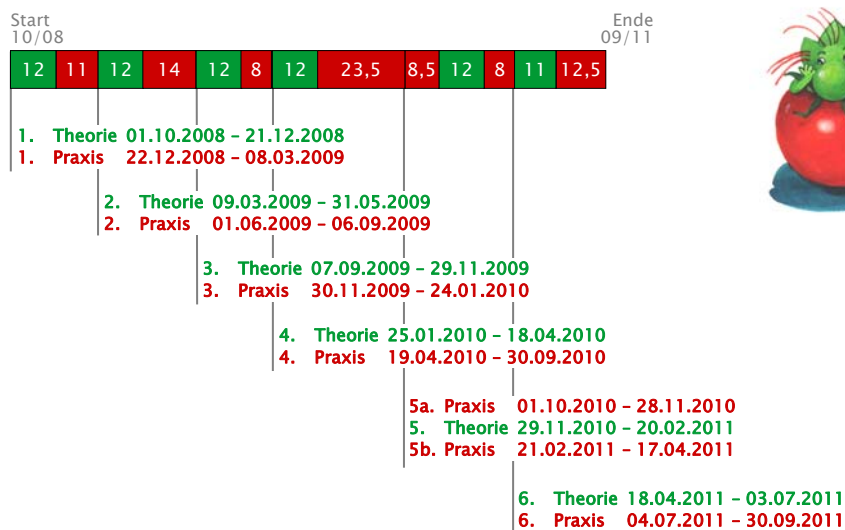 Start Ende
10/08 09/11
12 11 12 14 12 8 12 23,5 8,5 12 8 11 12,5
1. Theorie 01.10.2008 – 21.12.2008
1. Praxis 22.12.2008 – 08.03.2009
2. Theorie 09.03.2009 – 31.05.2009
2. Praxis 01.06.2009 – 06.09.2009
3. Theorie 07.09.2009 – 29.11.2009
3. Praxis 30.11.2009 – 24.01.2010
4. Theorie 25.01.2010 – 18.04.2010
4. Praxis 19.04.2010 – 30.09.2010
5a. Praxis 01.10.2010 – 28.11.2010
5. Theorie 29.11.2010 – 20.02.2011
5b. Praxis 21.02.2011 – 17.04.2011
6. Theorie 18.04.2011 – 03.07.2011
6. Praxis 04.07.2011 – 30.09.2011